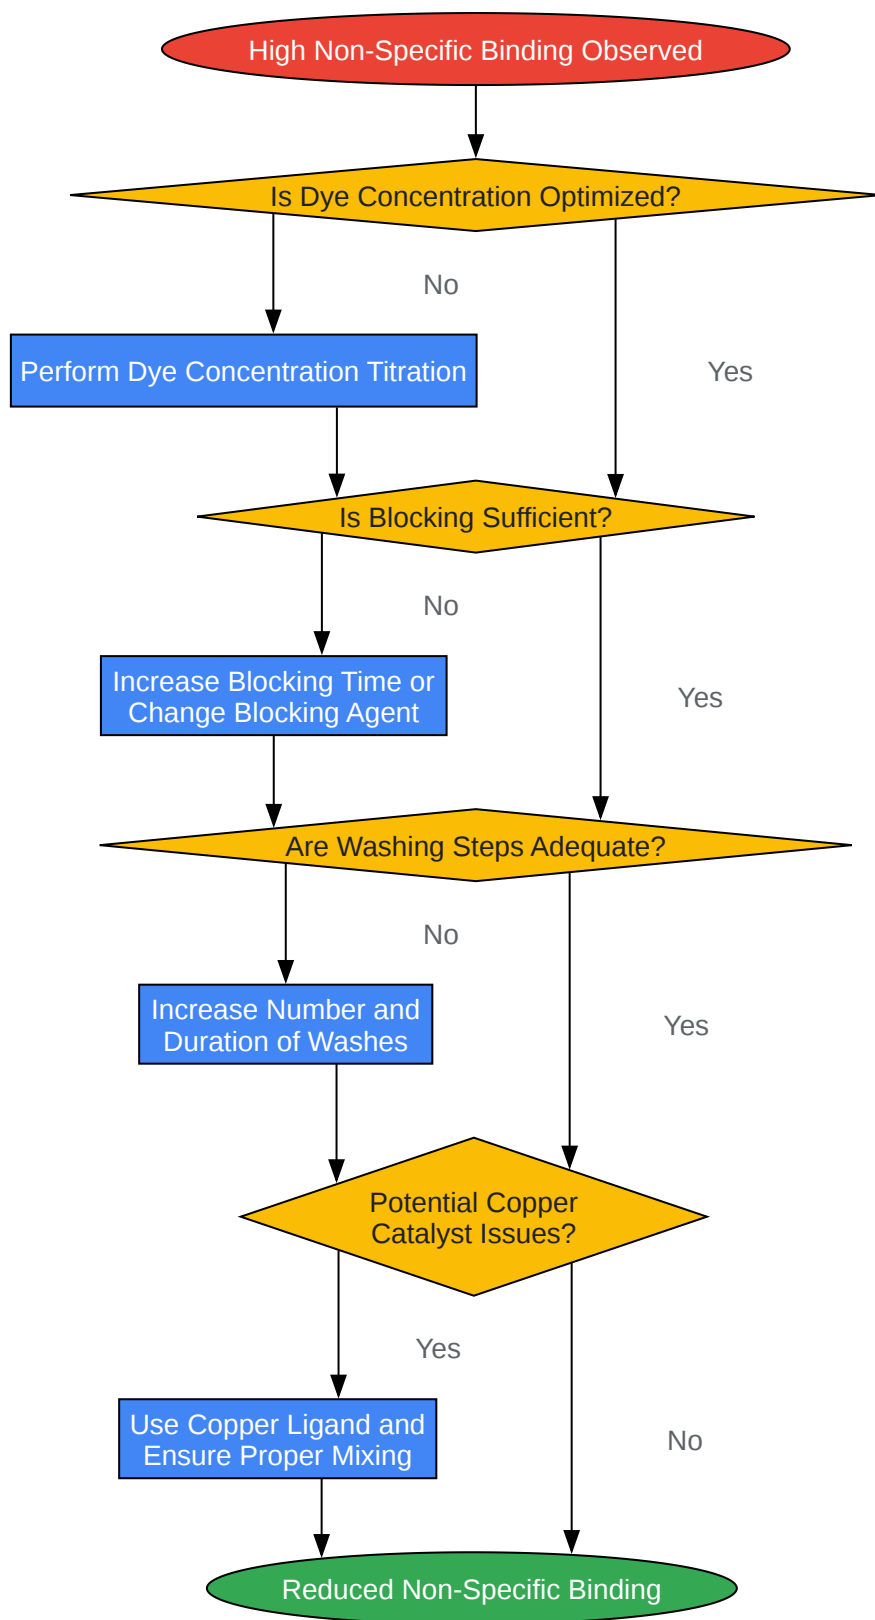 High Non-Specific Binding Observed
Is Dye Concentration Optimized?
No
Perform Dye Concentration Titration
Yes
Is Blocking Sufficient?
No
Increase Blocking Time or
Change Blocking Agent
Yes
Are Washing Steps Adequate?
No
Increase Number and
Duration of Washes
Yes
Potential Copper
Catalyst Issues?
Yes
Use Copper Ligand and
Ensure Proper Mixing
No
Reduced Non-Specific Binding